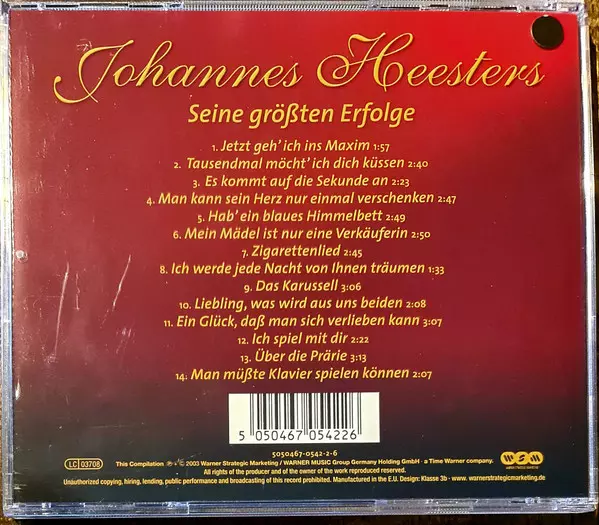 Johannes Heesters
Seine größten Erfolge
1. Jetzt geh' ich ins Maxim 1:57
2. Tausendmal möcht' ich dich küssen 2:40
3. Es kommt auf die Sekunde an 2:23
4. Man kann sein Herz nur einmal verschenken 2:47
5. Hab' ein blaues Himmelbett 2:49
6. Mein Mädel ist nur eine Verkäuferin 2:50
7. Zigarettenlied 2:45
8. Ich werde jede Nacht von Ihnen träumen 1:33
9. Das Karussell 3:06
10. Liebling, was wird aus uns beiden 2:08
11. Ein Glück, daß man sich verlieben kann 3:07
12. Ich spiel mit dir 2:22
13. Über die Prärie 3:13
14. Man müßte Klavier spielen können 2:07
5 050467 054226
5050467-0542-2-6
LC 03708
This Compilation ℗ + © 2003 Warner Strategic Marketing / WARNER MUSIC Group Germany Holding GmbH · a Time Warner company.
All rights of the producer and of the owner of the work reproduced reserved.
Unauthorized copying, hiring, lending, public performance and broadcasting of this record prohibited. Manufactured in the E.U. Design: Klasse 3b · www.warnerstrategicmarketing.de
wsm